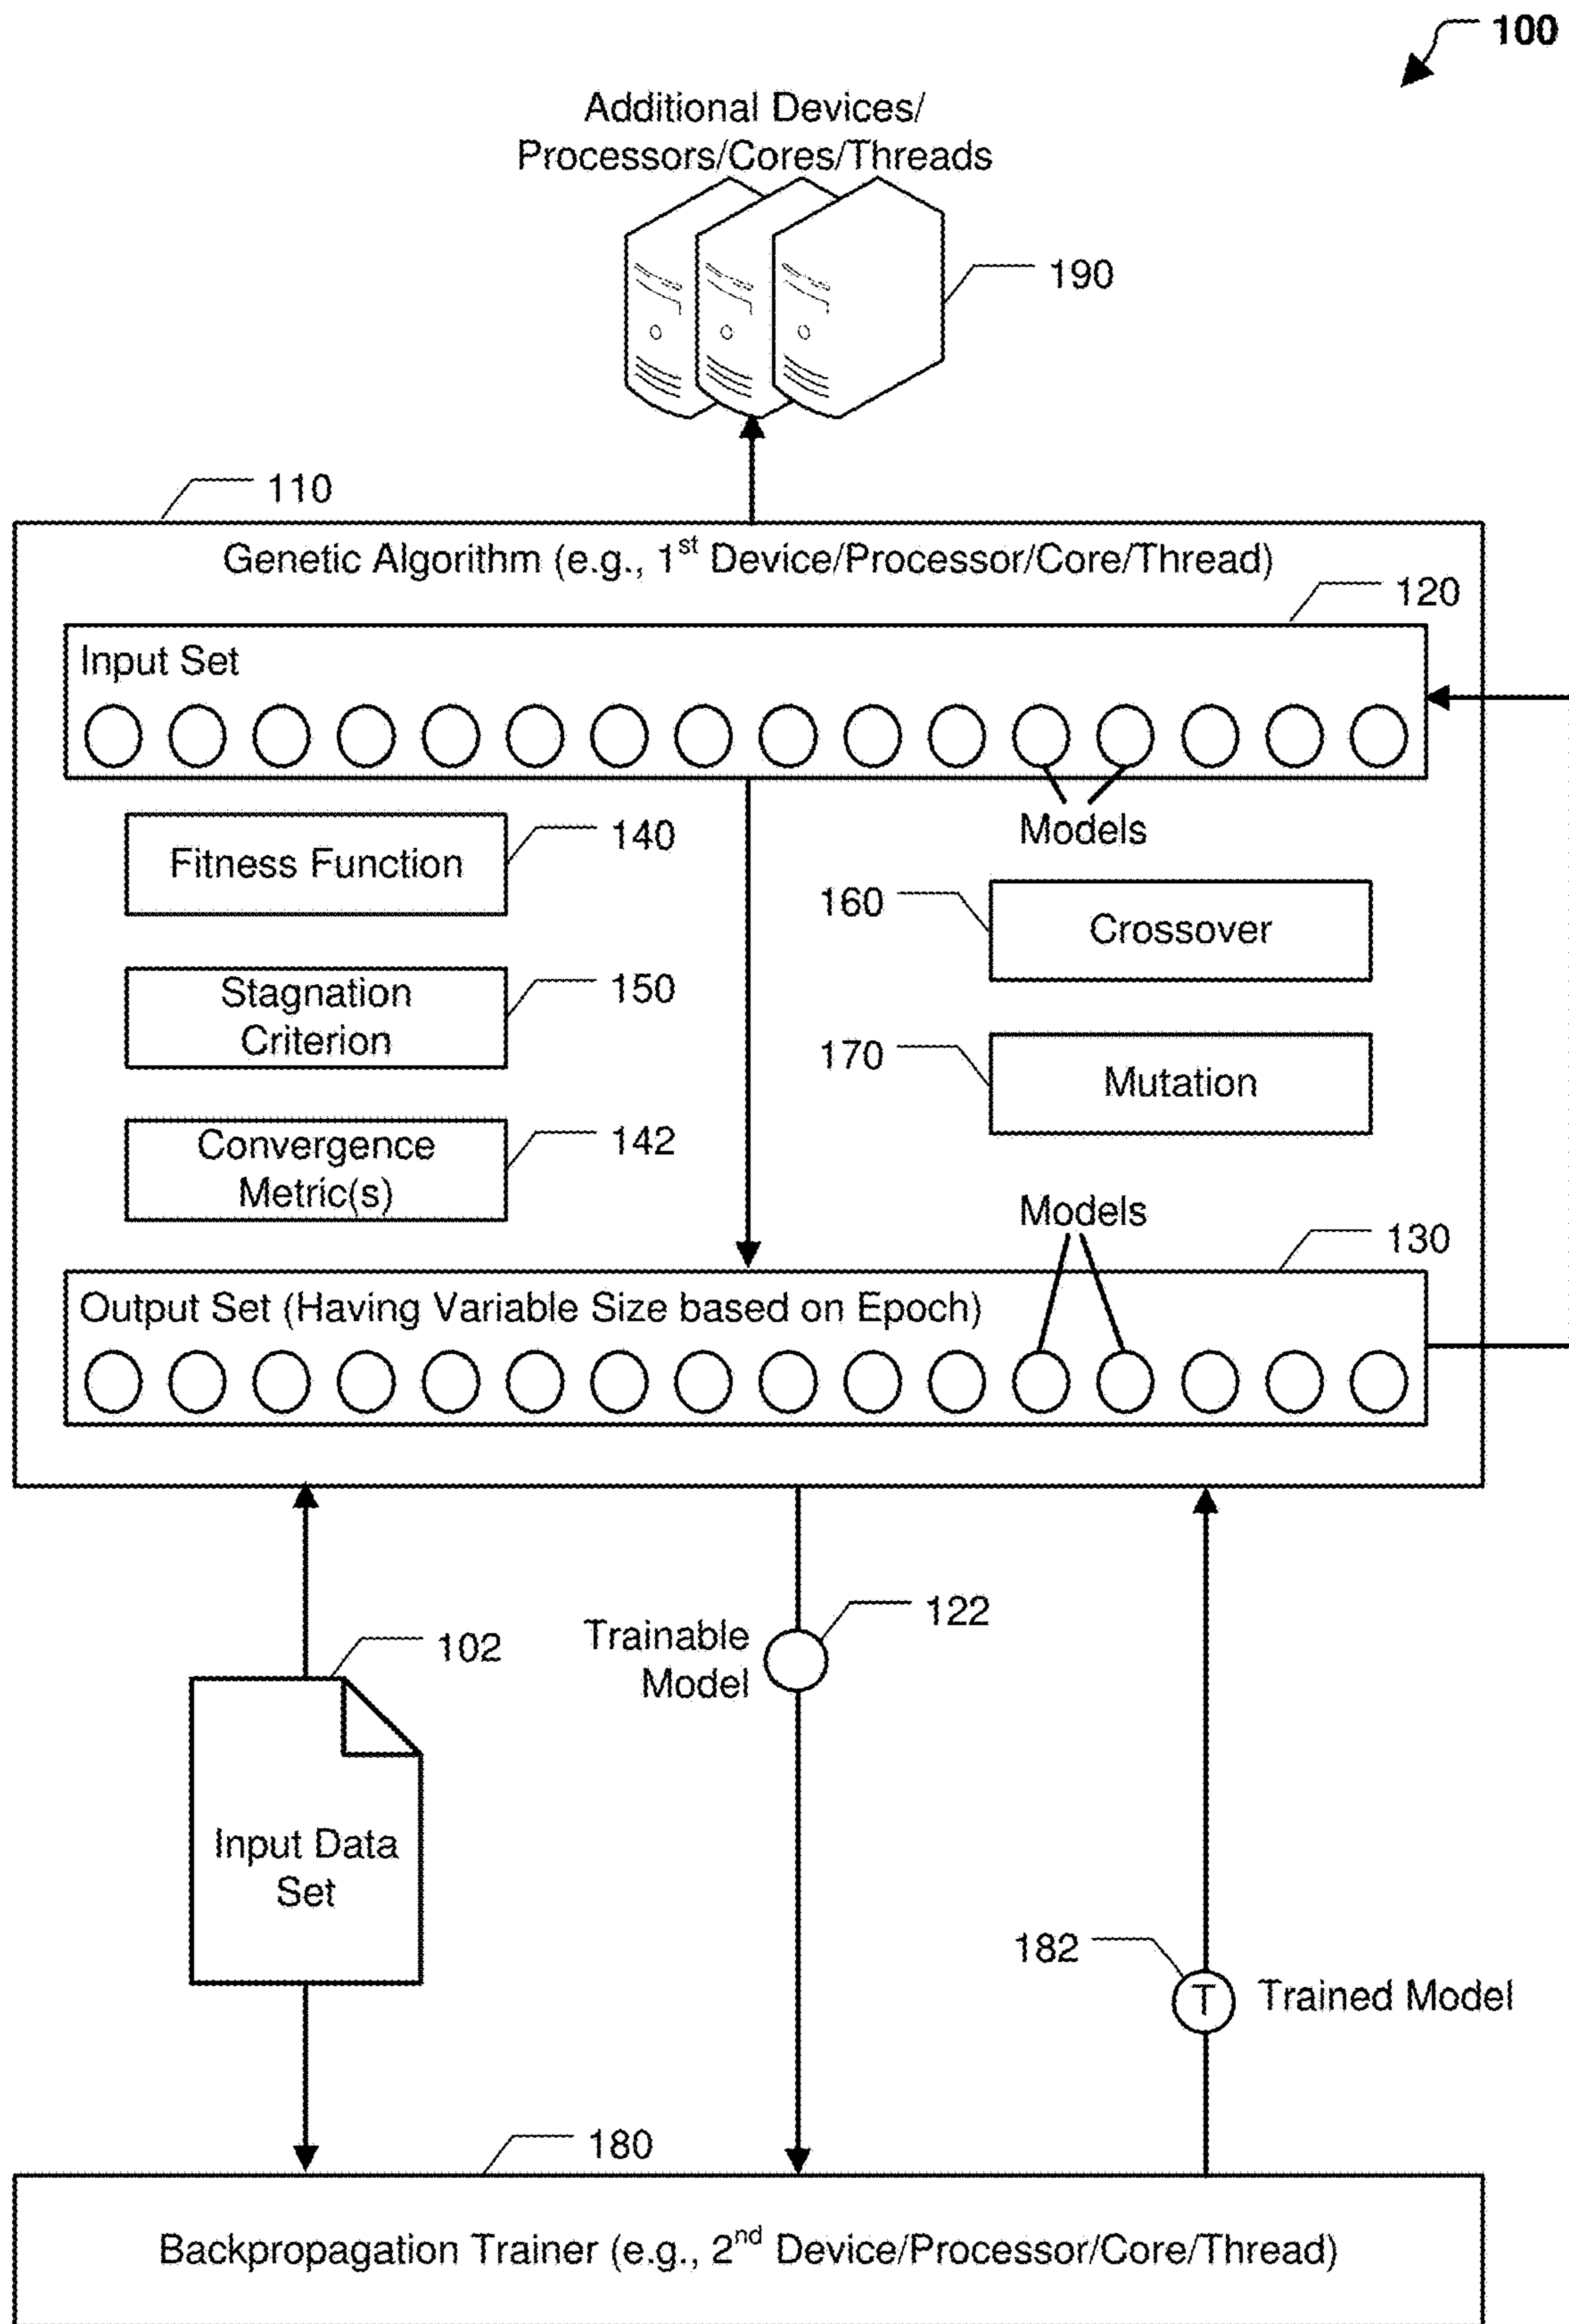 100
Additional Devices/
Processors/Cores/Threads
190
110
Genetic Algorithm (e.g., 1st Device/Processor/Core/Thread)
120
Input Set
Models
Fitness Function
140
160
Crossover
Stagnation
Criterion
150
170
Mutation
Convergence
Metric(s)
142
Models
130
Output Set (Having Variable Size based on Epoch)
102
Input Data
Set
Trainable
Model
122
182
T
Trained Model
180
Backpropagation Trainer (e.g., 2nd Device/Processor/Core/Thread)